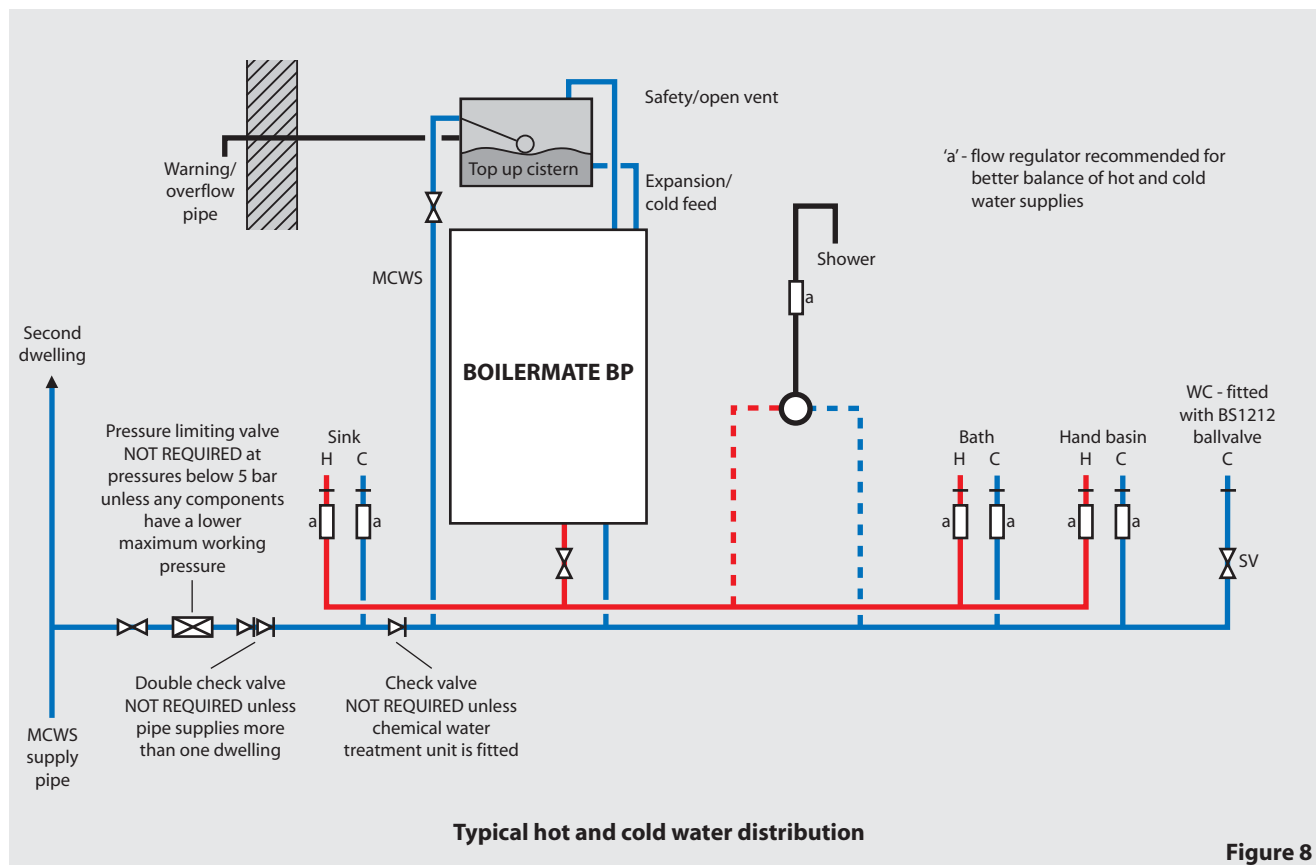 Safety/open vent
'a' - flow regulator recommended for
better balance of hot and cold
water supplies
Warning/
overflow
pipe
Top up cistern
Expansion/
cold feed
MCWS
Shower
a
Second
dwelling
BOILERMATE BP
Pressure limiting valve
NOT REQUIRED at
pressures below 5 bar
unless any components
have a lower
maximum working
pressure
Sink
H C
a a
Bath
H C
a a
Hand basin
H C
a a
WC - fitted
with BS1212
ballvalve
C
SV
Double check valve
NOT REQUIRED unless
pipe supplies more
than one dwelling
Check valve
NOT REQUIRED unless
chemical water
treatment unit is fitted
MCWS
supply
pipe
Typical hot and cold water distribution
Figure 8